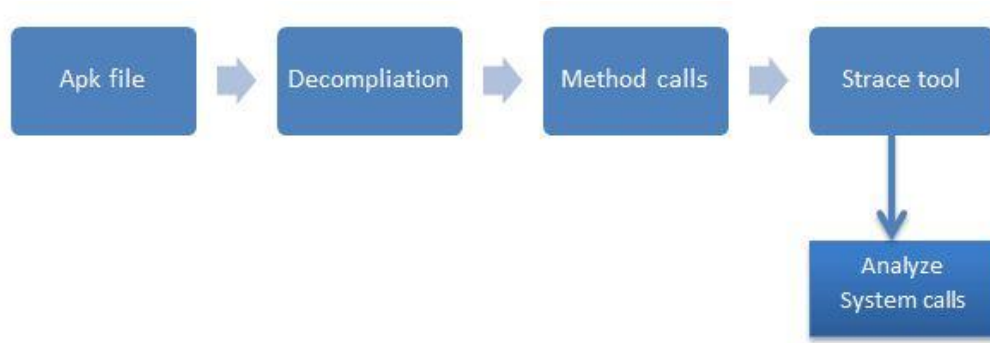 Apk file
Decompliation
Method calls
Strace tool
Analyze
System calls